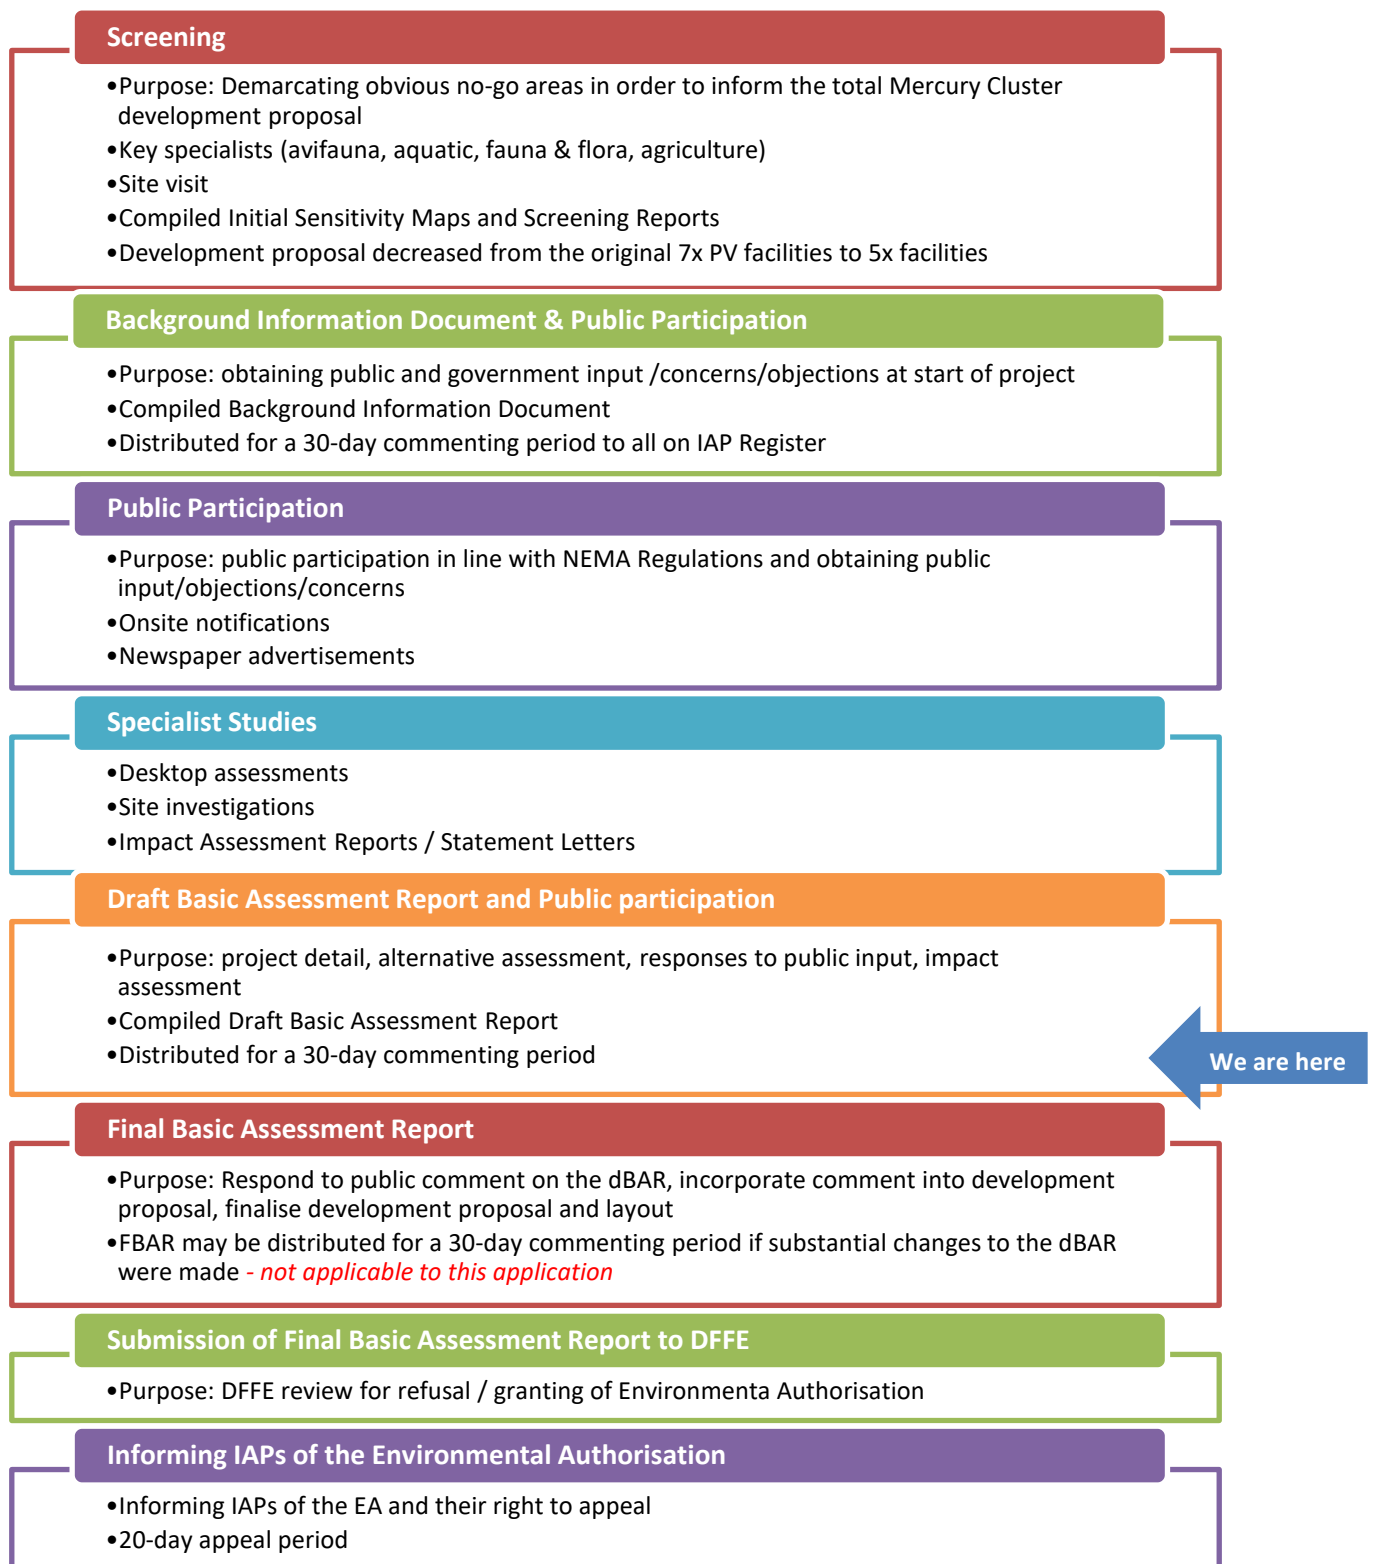 Screening
•Purpose: Demarcating obvious no-go areas in order to inform the total Mercury Cluster
development proposal
•Key specialists (avifauna, aquatic, fauna & flora, agriculture)
•Site visit
•Compiled Initial Sensitivity Maps and Screening Reports
•Development proposal decreased from the original 7x PV facilities to 5x facilities
Background Information Document & Public Participation
•Purpose: obtaining public and government input /concerns/objections at start of project
•Compiled Background Information Document
•Distributed for a 30-day commenting period to all on IAP Register
Public Participation
•Purpose: public participation in line with NEMA Regulations and obtaining public
input/objections/concerns
•Onsite notifications
•Newspaper advertisements
Specialist Studies
•Desktop assessments
•Site investigations
•Impact Assessment Reports / Statement Letters
Draft Basic Assessment Report and Public participation
•Purpose: project detail, alternative assessment, responses to public input, impact
assessment
•Compiled Draft Basic Assessment Report
•Distributed for a 30-day commenting period
We are here
Final Basic Assessment Report
•Purpose: Respond to public comment on the dBAR, incorporate comment into development
proposal, finalise development proposal and layout
•FBAR may be distributed for a 30-day commenting period if substantial changes to the dBAR
were made - not applicable to this application
Submission of Final Basic Assessment Report to DFFE
•Purpose: DFFE review for refusal / granting of Environmenta Authorisation
Informing IAPs of the Environmental Authorisation
•Informing IAPs of the EA and their right to appeal
•20-day appeal period